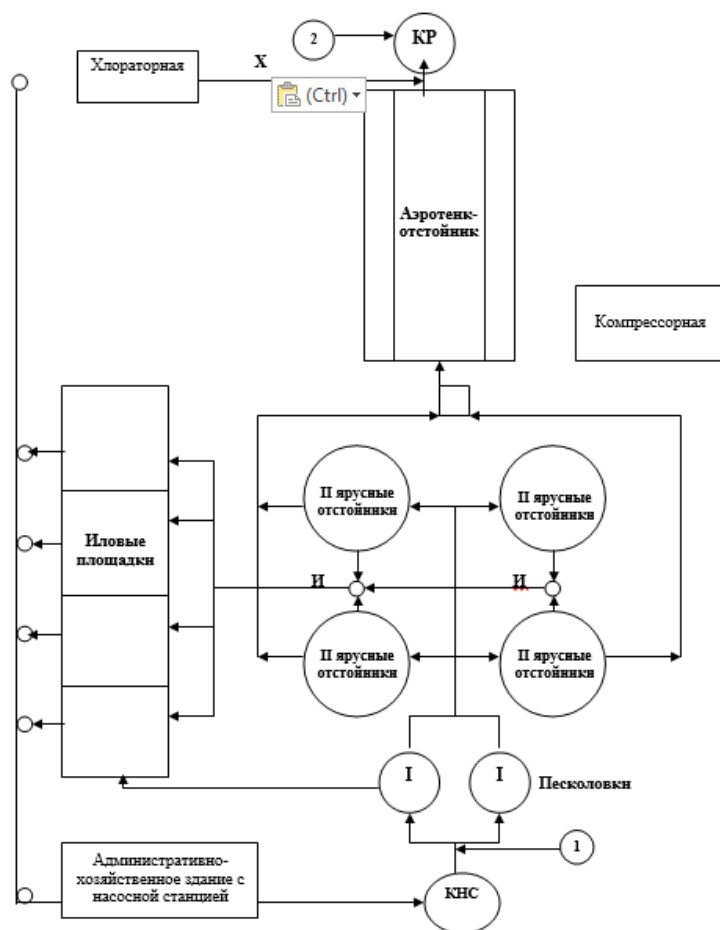 2
КР
Хлораторная
Х
(Ctrl)
Аэротенк-
отстойник
Компрессорная
II ярусные
отстойники
II ярусные
отстойники
Иловые
площадки
И
И
II ярусные
отстойники
II ярусные
отстойники
I
I
Песколовки
1
Административно-
хозяйственное здание с
насосной станцией
КНС